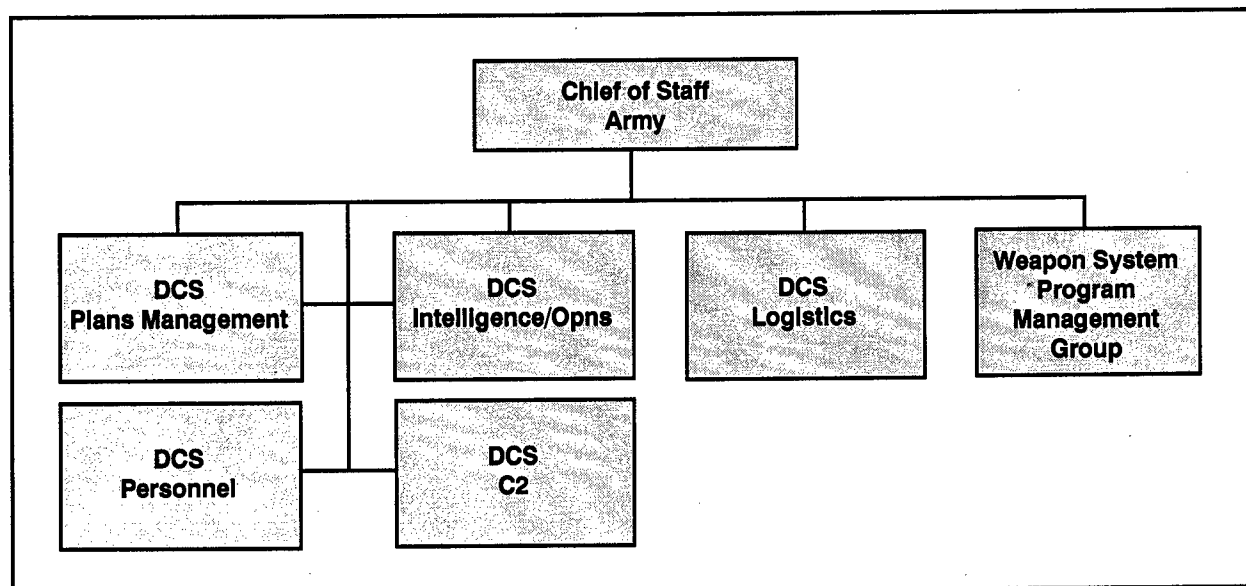 Chief of Staff
Army
DCS
Plans Management
DCS
Intelligence/Opns
DCS
Logistics
Weapon System
Program
Management
Group
DCS
Personnel
DCS
C2